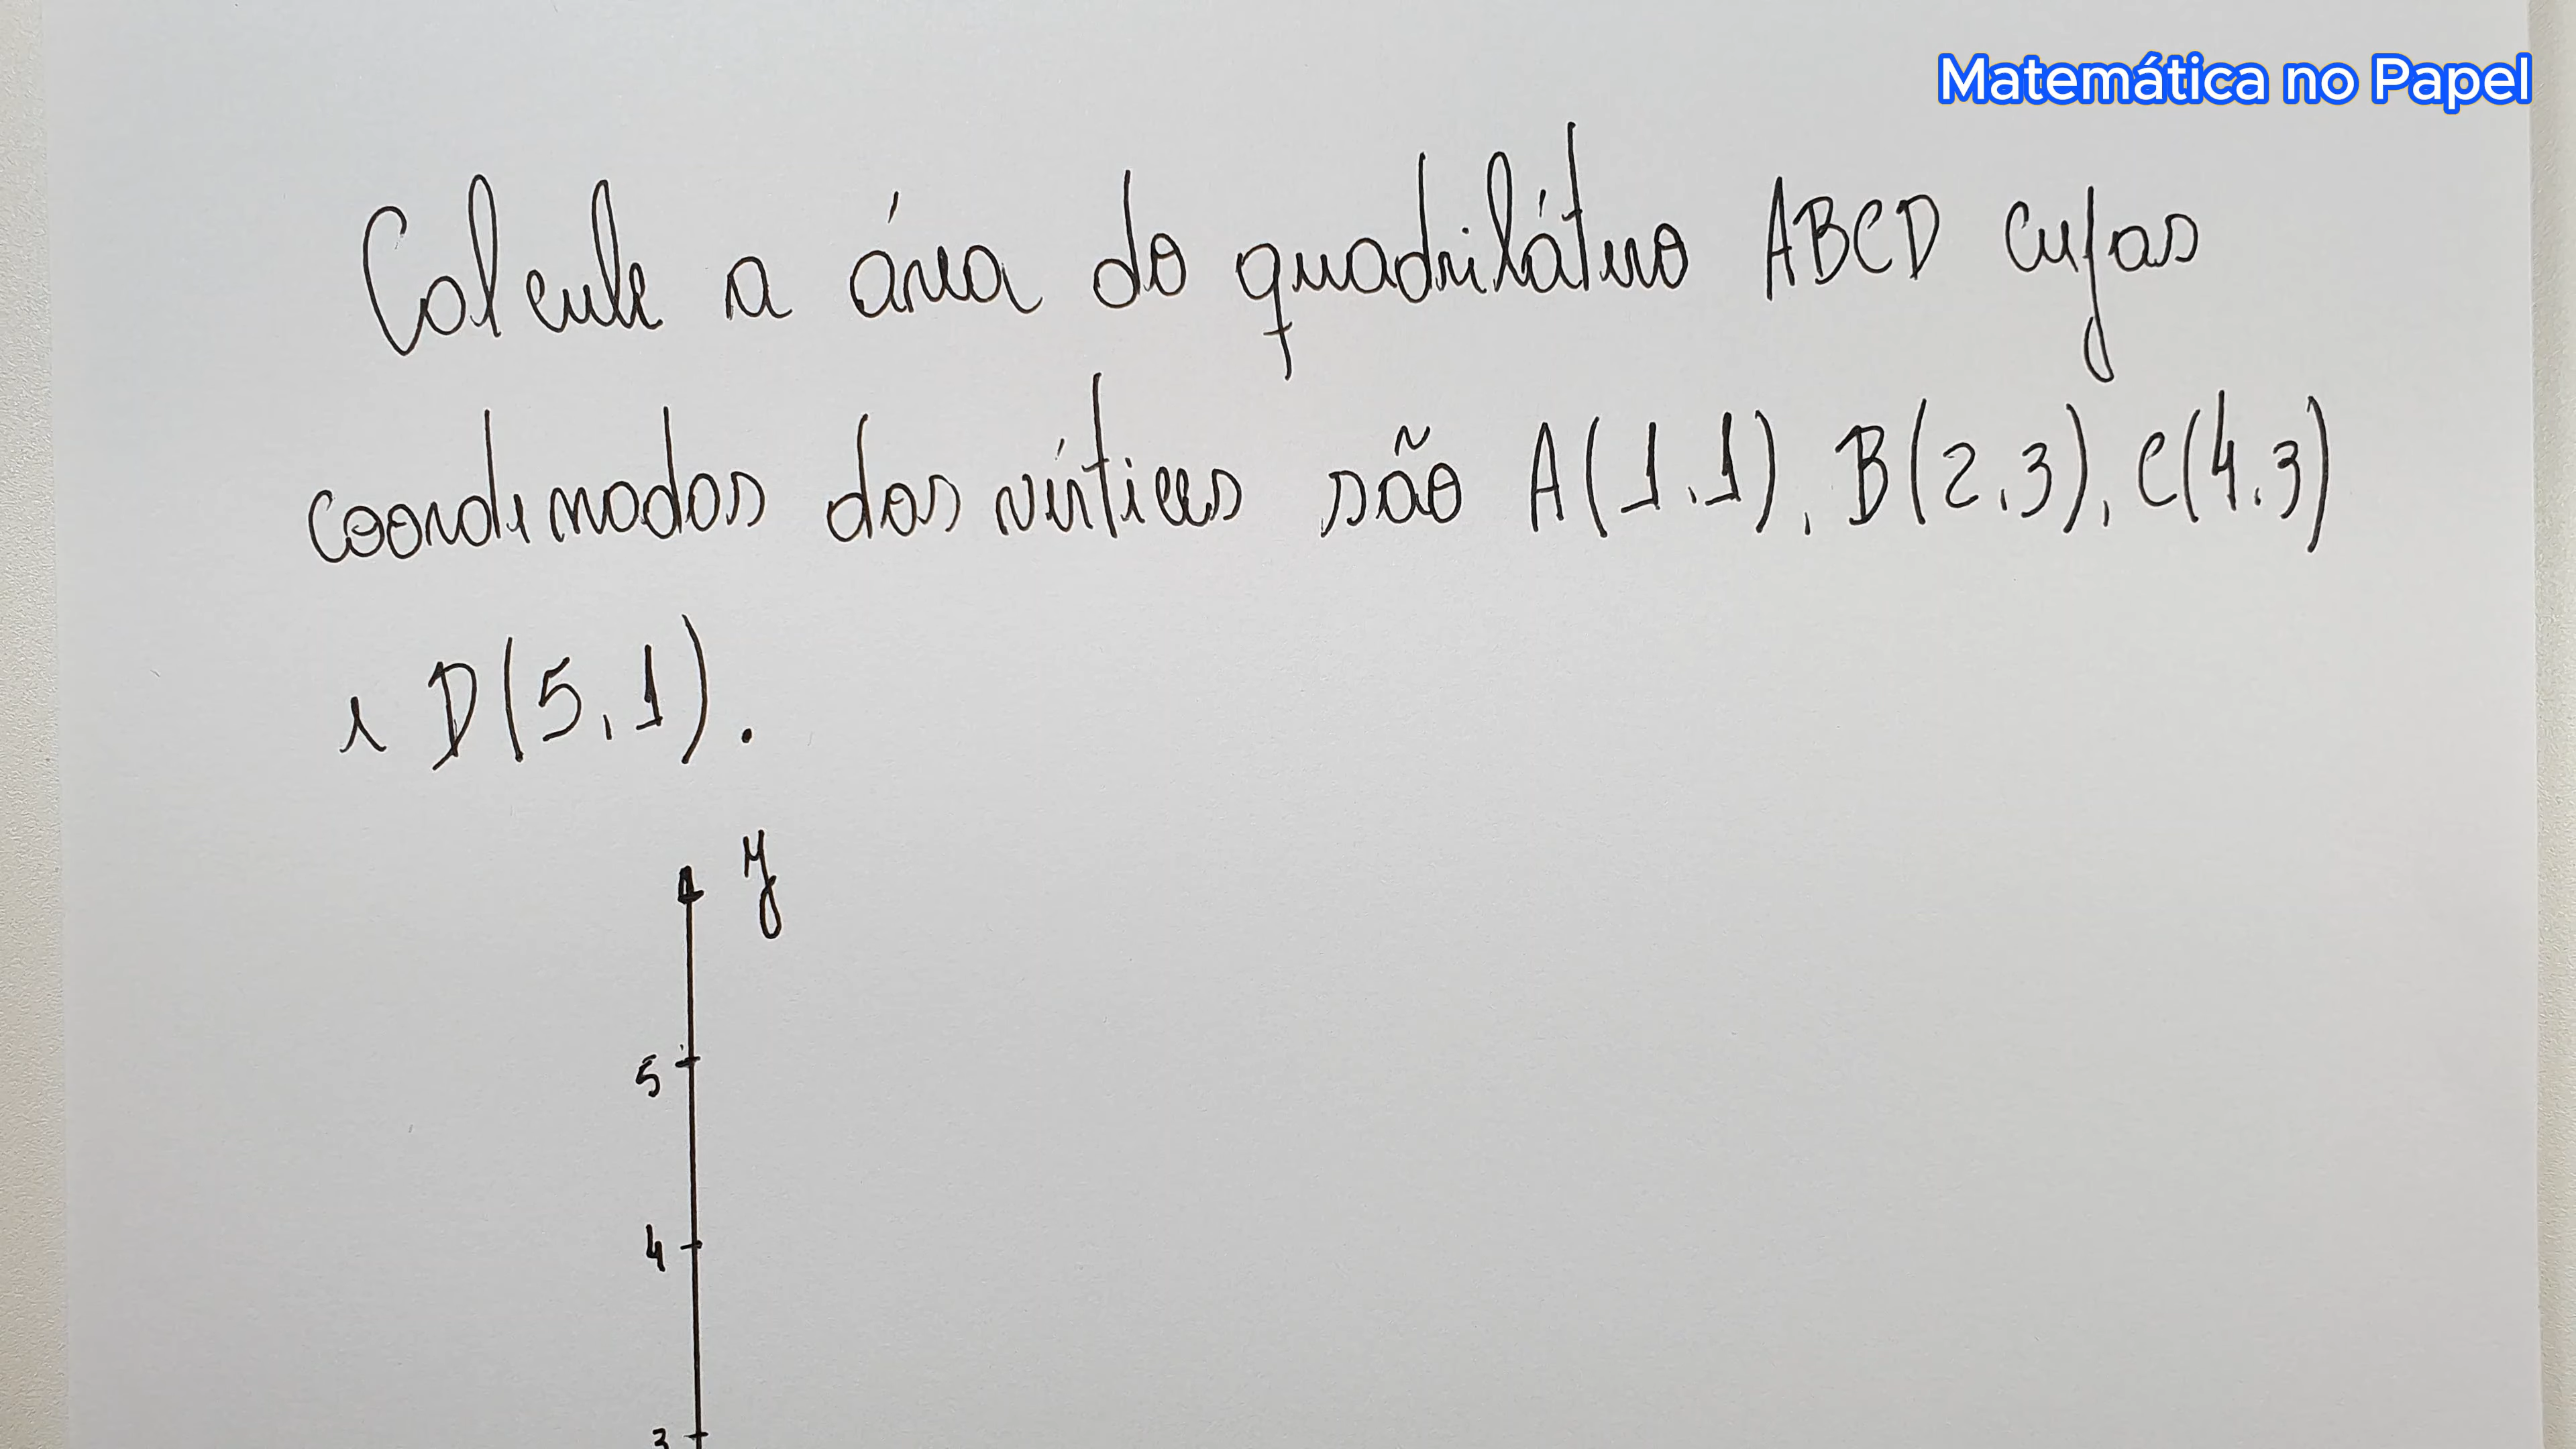 Matemática no Papel
Calcule a área do quadrilátero ABCD cujas
coordenadas dos vértices são A(1,1), B(2,3), C(4,3)
e D(5,1).
y
5
4
3